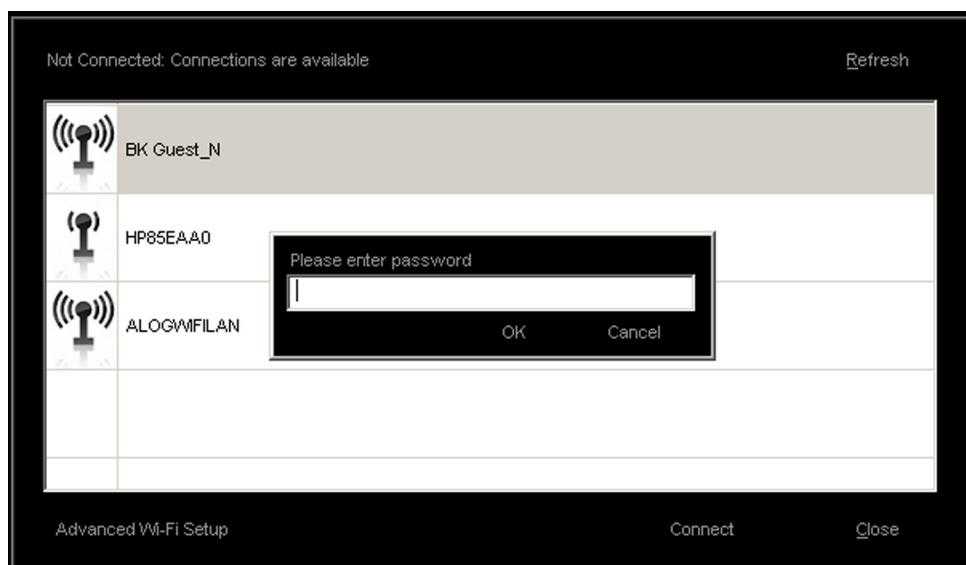 Not Connected: Connections are available
Refresh
BK Guest_N
HP85EAA0
Please enter password
ALOGWIFILAN
OK Cancel
Advanced Wi-Fi Setup
Connect
Close